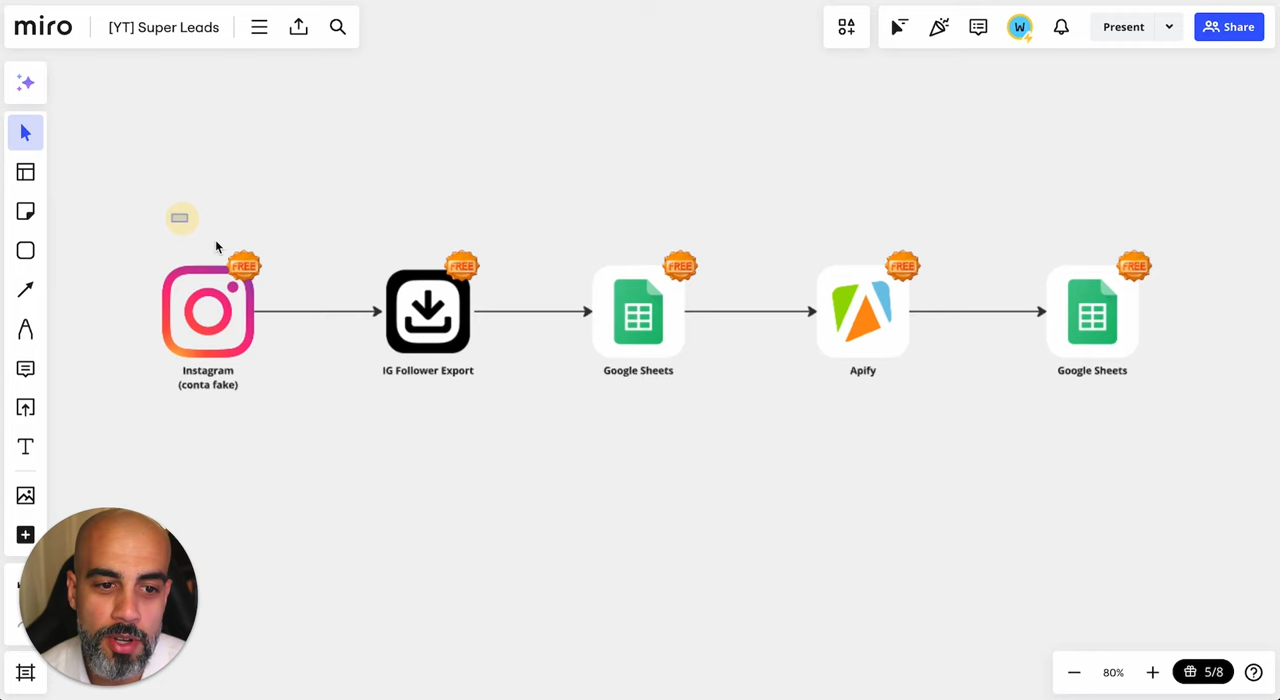 miro
[YT] Super Leads
W
Present
Share
FREE
FREE
FREE
FREE
FREE
Instagram
(conta fake)
IG Follower Export
Google Sheets
Apify
Google Sheets
80%
5/8